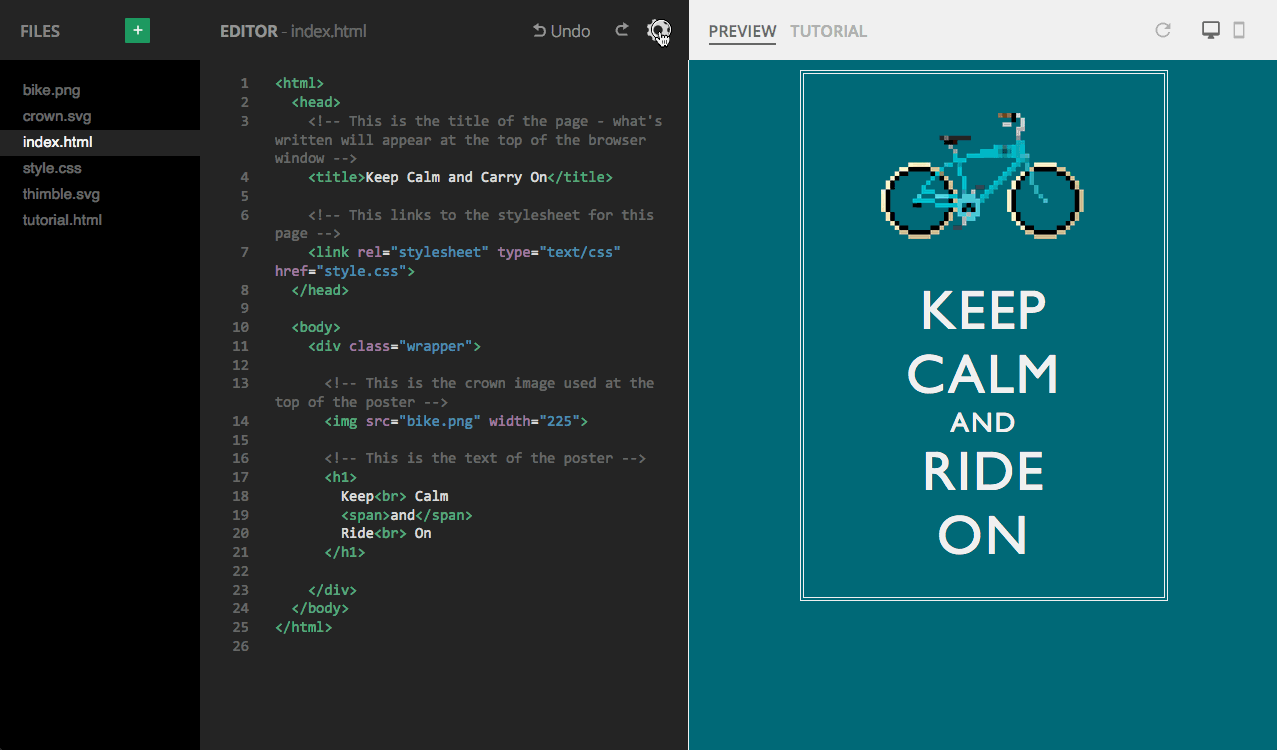 FILES
+
EDITOR - index.html
Undo
PREVIEW TUTORIAL
bike.png
crown.svg
index.html
style.css
thimble.svg
tutorial.html
1 <html>
2 <head>
3 <!-- This is the title of the page - what's
written will appear at the top of the browser
window -->
4 <title>Keep Calm and Carry On</title>
5
6 <!-- This links to the stylesheet for this
page -->
7 <link rel="stylesheet" type="text/css"
href="style.css">
8 </head>
9
10 <body>
11 <div class="wrapper">
12
13 <!-- This is the crown image used at the
top of the poster -->
14 <img src="bike.png" width="225">
15
16 <!-- This is the text of the poster -->
17 <h1>
18 Keep<br> Calm
19 <span>and</span>
20 Ride<br> On
21 </h1>
22
23 </div>
24 </body>
25 </html>
26
KEEP
CALM
AND
RIDE
ON